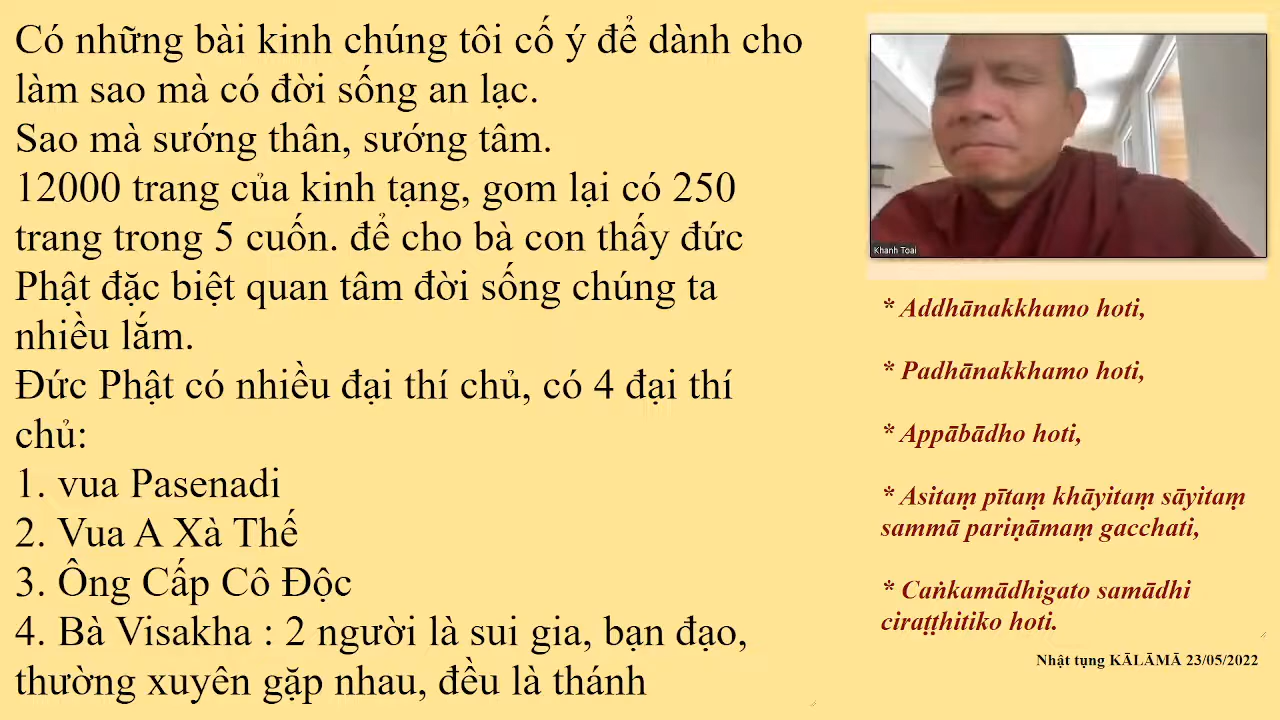 Có những bài kinh chúng tôi cố ý để dành cho
làm sao mà có đời sống an lạc.
Sao mà sướng thân, sướng tâm.
12000 trang của kinh tạng, gom lại có 250
trang trong 5 cuốn. để cho bà con thấy đức
Phật đặc biệt quan tâm đời sống chúng ta
nhiều lắm.
Đức Phật có nhiều đại thí chủ, có 4 đại thí
chủ:
1. vua Pasenadi
2. Vua A Xà Thế
3. Ông Cấp Cô Độc
4. Bà Visakha : 2 người là sui gia, bạn đạo,
thường xuyên gặp nhau, đều là thánh
Khanh Toai
* Addhānakkhamo hoti,
* Padhānakkhamo hoti,
* Appābādho hoti,
* Asitaṃ pītaṃ khāyitaṃ sāyitaṃ
sammā pariṇāmaṃ gacchati,
* Caṅkamādhigato samādhi
ciraṭṭhitiko hoti.
Nhật tụng KĀLĀMĀ 23/05/2022